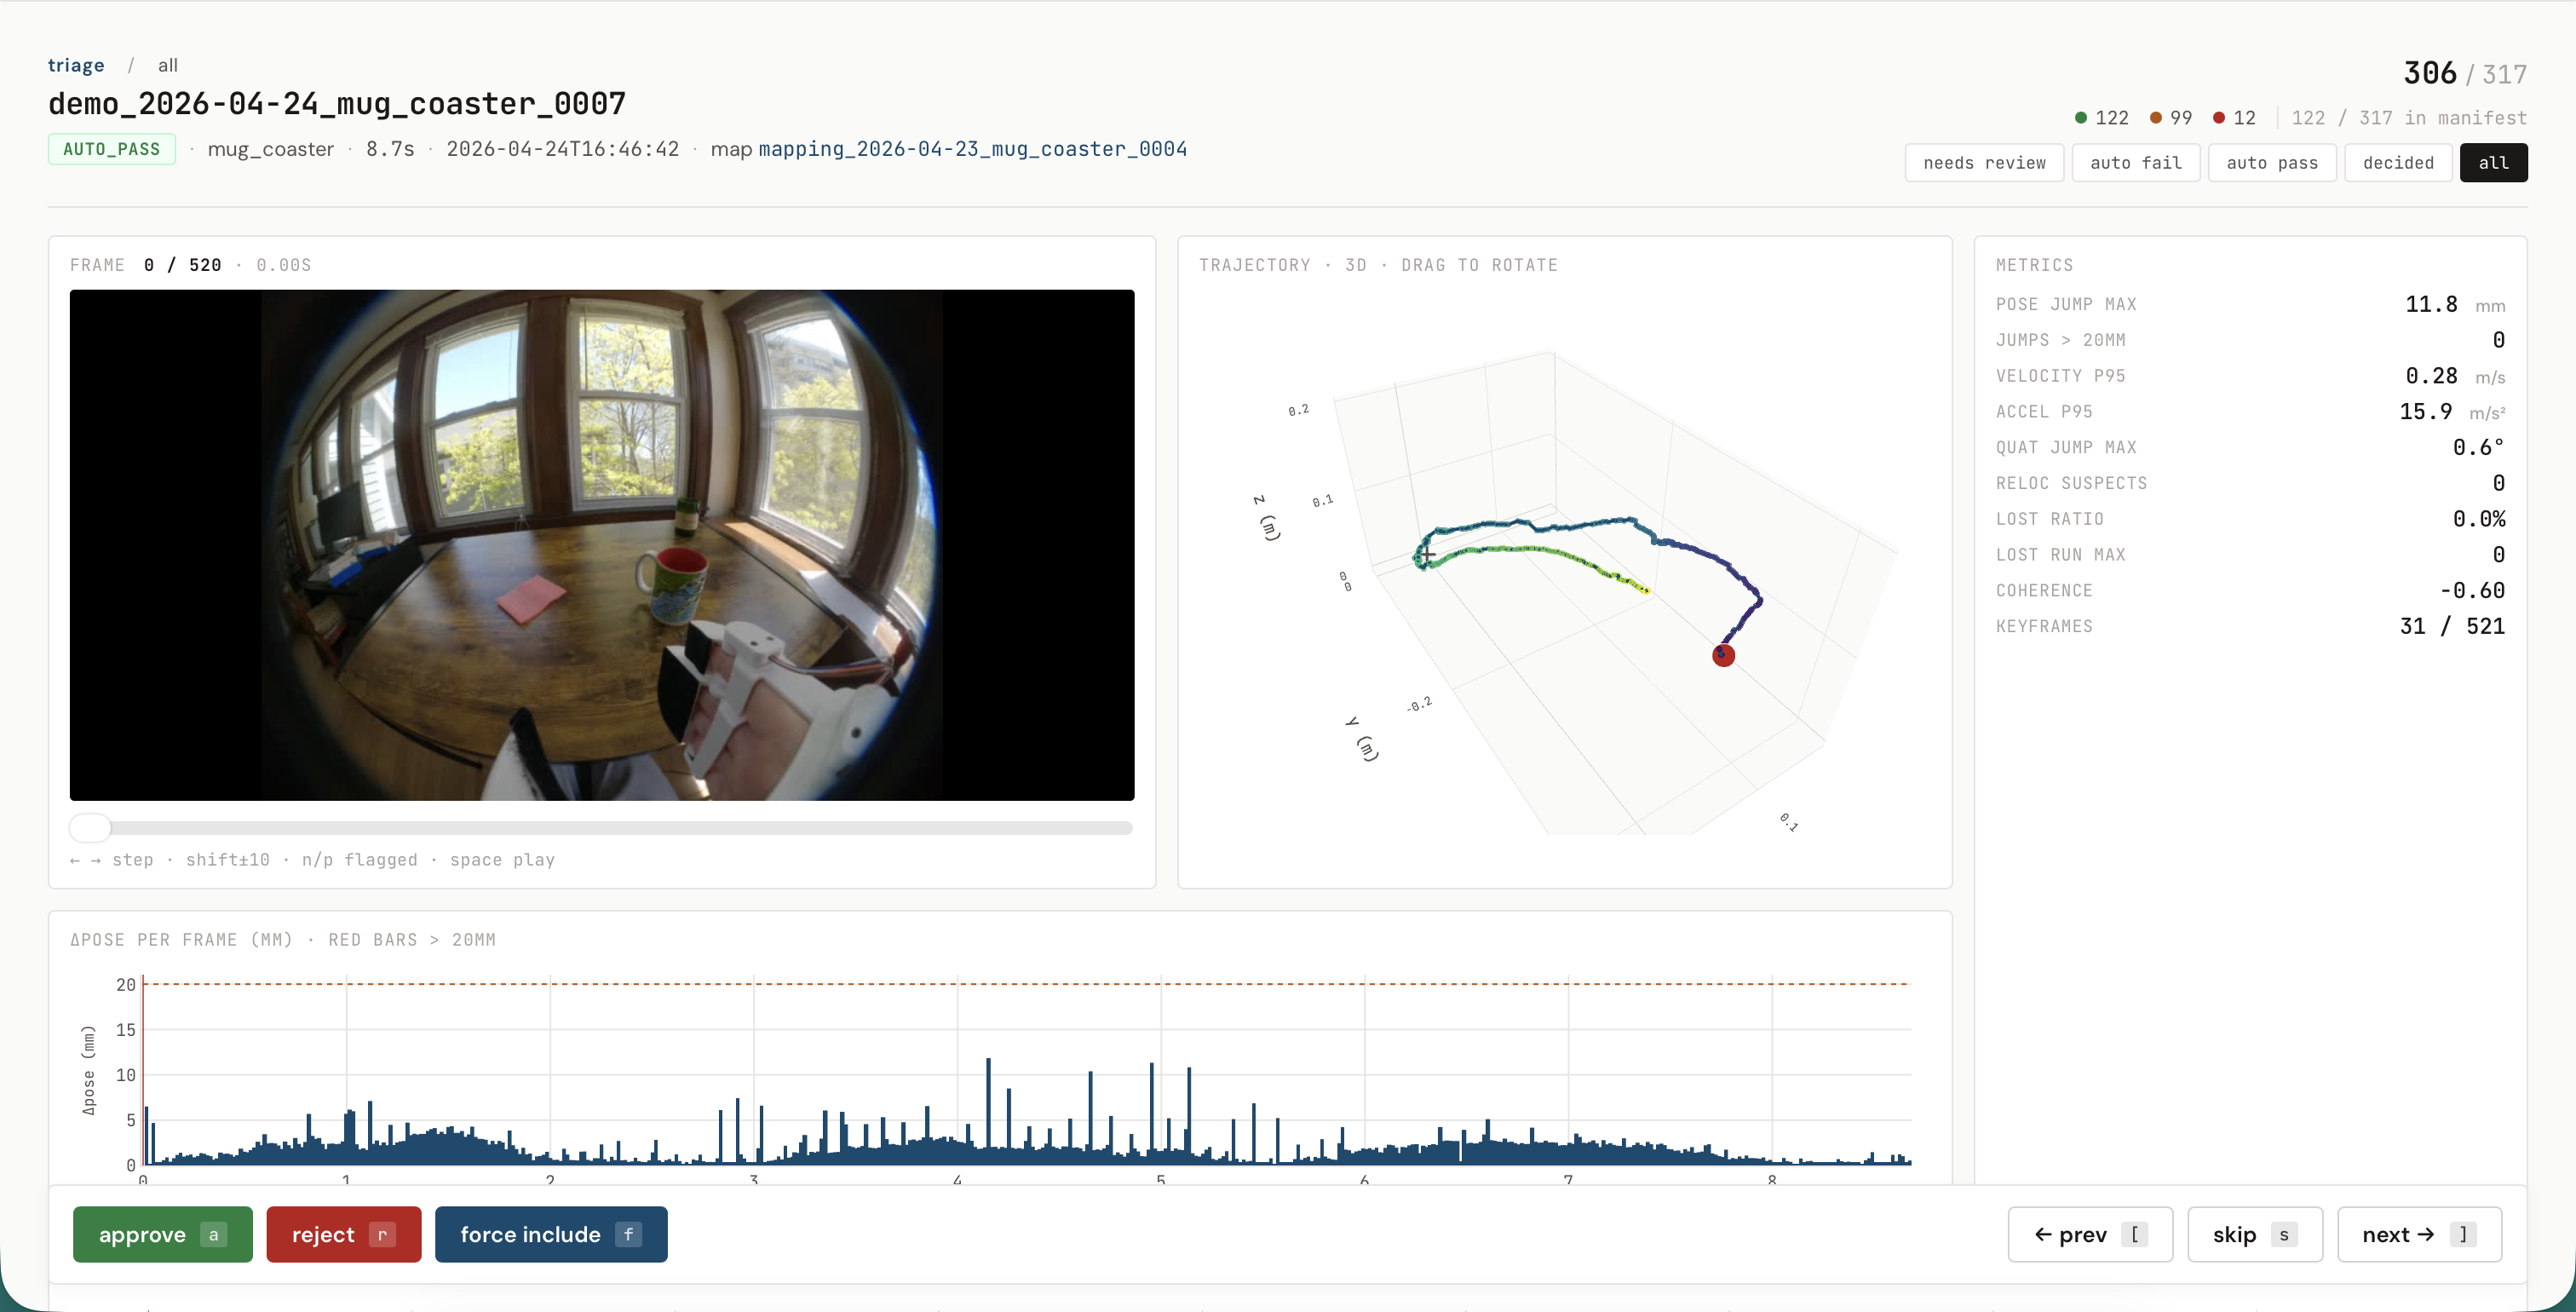 triage / all
demo_2026-04-24_mug_coaster_0007
AUTO_PASS · mug_coaster · 8.7s · 2026-04-24T16:46:42 · map mapping_2026-04-23_mug_coaster_0004
306 / 317
122 99 12 122 / 317 in manifest
needs review auto fail auto pass decided all
FRAME 0 / 520 · 0.00S
← → step · shift±10 · n/p flagged · space play
TRAJECTORY · 3D · DRAG TO ROTATE
0.2
0.1
z (m)
0
0
-0.2
y (m)
0.1
METRICS
POSE JUMP MAX 11.8 mm
JUMPS > 20MM 0
VELOCITY P95 0.28 m/s
ACCEL P95 15.9 m/s²
QUAT JUMP MAX 0.6°
RELOC SUSPECTS 0
LOST RATIO 0.0%
LOST RUN MAX 0
COHERENCE -0.60
KEYFRAMES 31 / 521
ΔPOSE PER FRAME (MM) · RED BARS > 20MM
20
15
10
5
0
Δpose (mm)
0 1 2 3 4 5 6 7 8
approve a reject r force include f
← prev [ skip s next → ]